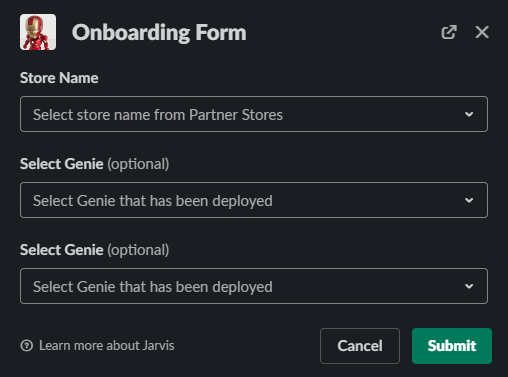 Onboarding Form
Store Name
Select store name from Partner Stores
Select Genie (optional)
Select Genie that has been deployed
Select Genie (optional)
Select Genie that has been deployed
Learn more about Jarvis
Cancel
Submit